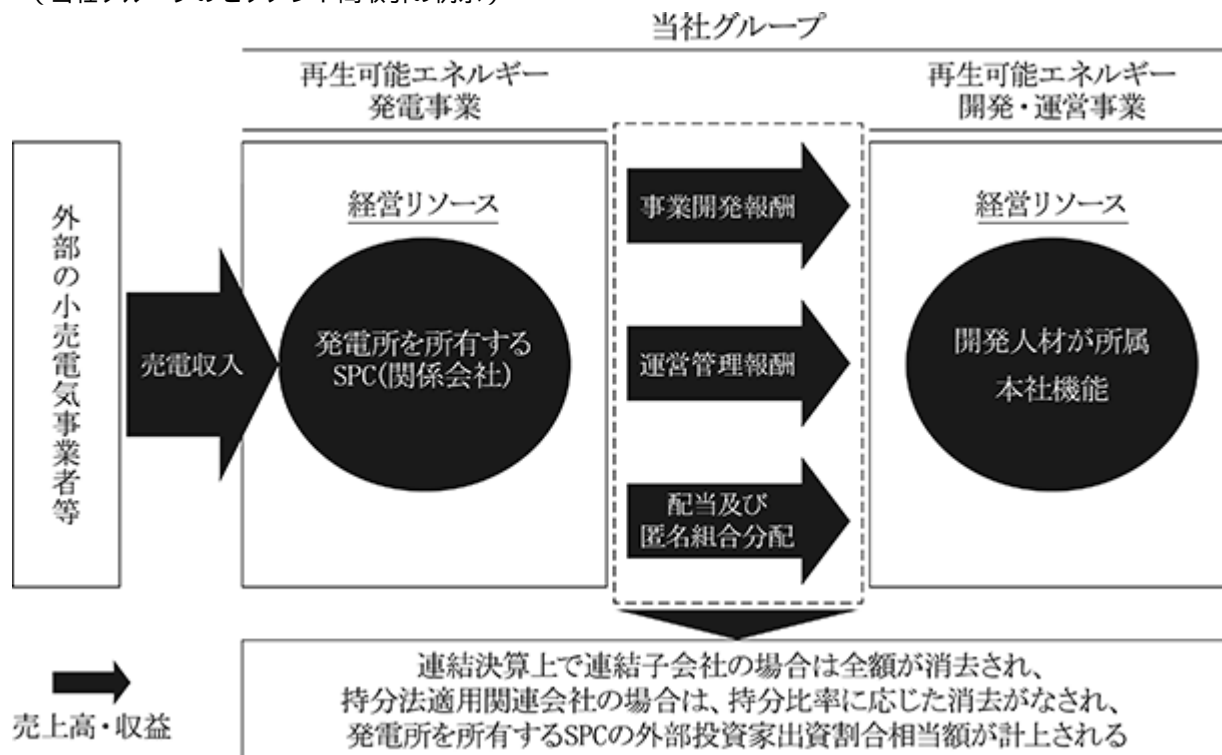 当社グループ
再生可能エネルギー
発電事業
再生可能エネルギー
開発・運営事業
外部の小売電気事業者等
売電収入
経営リソース
発電所を所有する
SPC(関係会社)
事業開発報酬
運営管理報酬
配当及び
匿名組合分配
経営リソース
開発人材が所属
本社機能
売上高・収益
連結決算上で連結子会社の場合は全額が消去され、
持分法適用関連会社の場合は、持分比率に応じた消去がなされ、
発電所を所有するSPCの外部投資家出資割合相当額が計上される